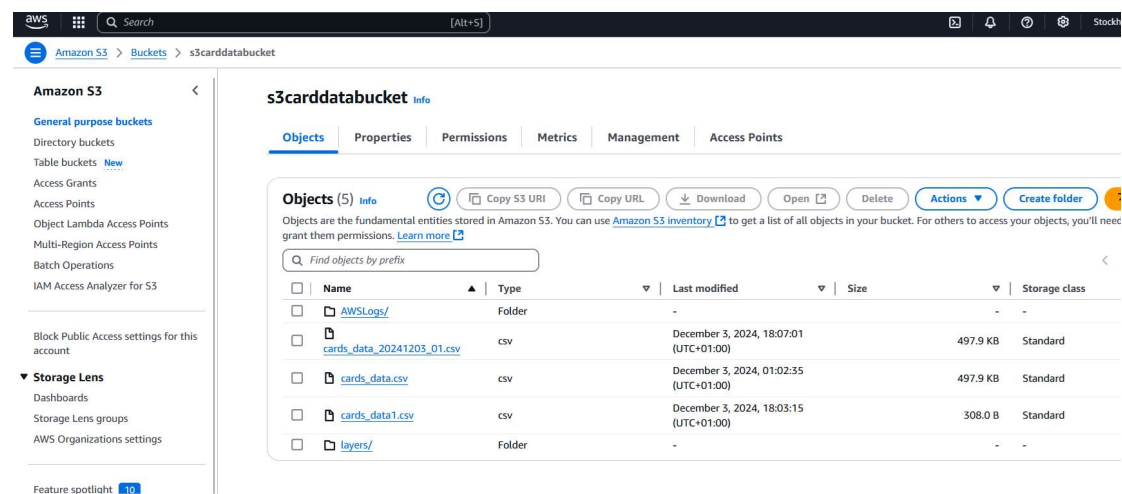 aws
Search [Alt+S] Stockh
Amazon S3 > Buckets > s3carddatabucket
Amazon S3
General purpose buckets
Directory buckets
Table buckets New
Access Grants
Access Points
Object Lambda Access Points
Multi-Region Access Points
Batch Operations
IAM Access Analyzer for S3
Block Public Access settings for this
account
Storage Lens
Dashboards
Storage Lens groups
AWS Organizations settings
Feature spotlight 10
s3carddatabucket Info
Objects Properties Permissions Metrics Management Access Points
Objects (5) Info Copy S3 URI Copy URL Download Open Delete Actions Create folder
Objects are the fundamental entities stored in Amazon S3. You can use Amazon S3 inventory to get a list of all objects in your bucket. For others to access your objects, you'll need
grant them permissions. Learn more
Find objects by prefix
Name Type Last modified Size Storage class
AWSLogs/ Folder - - -
cards_data_20241203_01.csv csv December 3, 2024, 18:07:01 (UTC+01:00) 497.9 KB Standard
cards_data.csv csv December 3, 2024, 01:02:35 (UTC+01:00) 497.9 KB Standard
cards_data1.csv csv December 3, 2024, 18:03:15 (UTC+01:00) 308.0 B Standard
layers/ Folder - - -